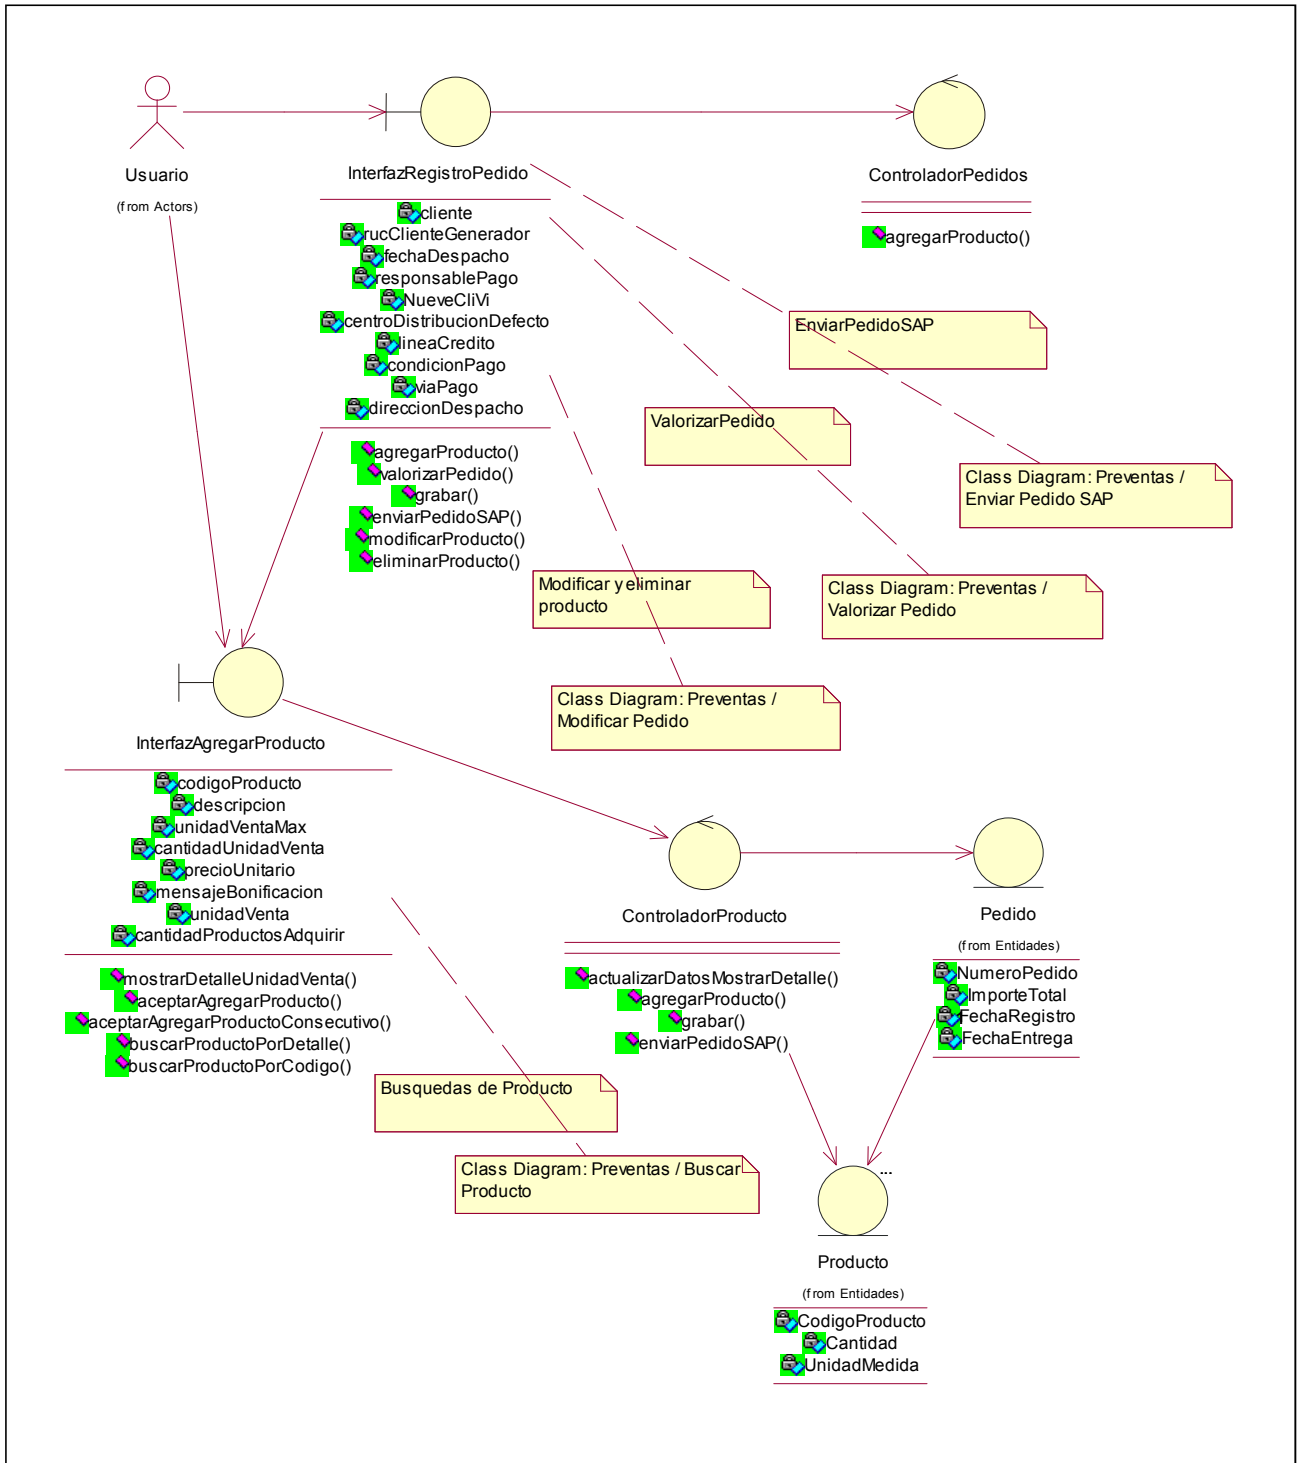 Usuario
(from Actors)
InterfazRegistroPedido
cliente
rucClienteGenerador
fechaDespacho
responsablePago
NueveCliVi
centroDistribucionDefecto
lineaCredito
condicionPago
viaPago
direccionDespacho
agregarProducto()
valorizarPedido()
grabar()
enviarPedidoSAP()
modificarProducto()
eliminarProducto()
ControladorPedidos
agregarProducto()
EnviarPedidoSAP
ValorizarPedido
Class Diagram: Preventas /
Enviar Pedido SAP
Modificar y eliminar
producto
Class Diagram: Preventas /
Valorizar Pedido
Class Diagram: Preventas /
Modificar Pedido
InterfazAgregarProducto
codigoProducto
descripcion
unidadVentaMax
cantidadUnidadVenta
precioUnitario
mensajeBonificacion
unidadVenta
cantidadProductosAdquirir
mostrarDetalleUnidadVenta()
aceptarAgregarProducto()
aceptarAgregarProductoConsecutivo()
buscarProductoPorDetalle()
buscarProductoPorCodigo()
ControladorProducto
actualizarDatosMostrarDetalle()
agregarProducto()
grabar()
enviarPedidoSAP()
Pedido
(from Entidades)
NumeroPedido
ImporteTotal
FechaRegistro
FechaEntrega
Busquedas de Producto
Class Diagram: Preventas / Buscar
Producto
...
Producto
(from Entidades)
CodigoProducto
Cantidad
UnidadMedida